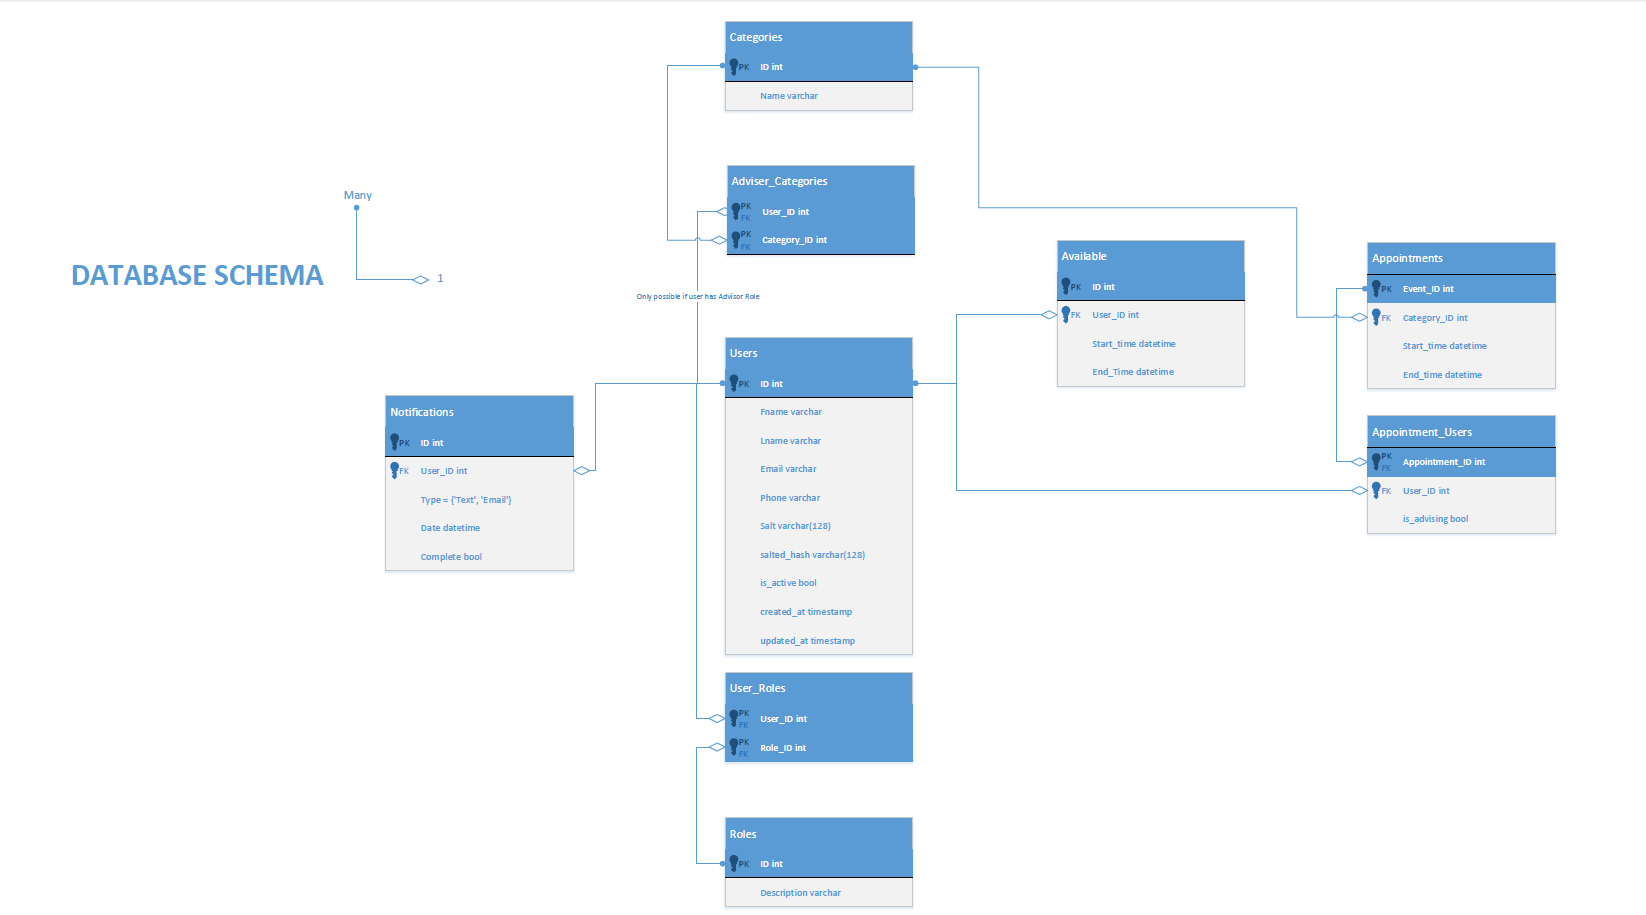 Categories
PK ID int
Name varchar
Adviser_Categories
PK
FK User_ID int
PK
FK Category_ID int
Many
1
DATABASE SCHEMA
Only possible if user has Advisor Role
Available
PK ID int
FK User_ID int
Start_time datetime
End_Time datetime
Appointments
PK Event_ID int
FK Category_ID int
Start_time datetime
End_time datetime
Users
PK ID int
Fname varchar
Lname varchar
Email varchar
Phone varchar
Salt varchar(128)
salted_hash varchar(128)
is_active bool
created_at timestamp
updated_at timestamp
Notifications
PK ID int
FK User_ID int
Type = {'Text', 'Email'}
Date datetime
Complete bool
Appointment_Users
PK
FK Appointment_ID int
FK User_ID int
is_advising bool
User_Roles
PK
FK User_ID int
PK
FK Role_ID int
Roles
PK ID int
Description varchar